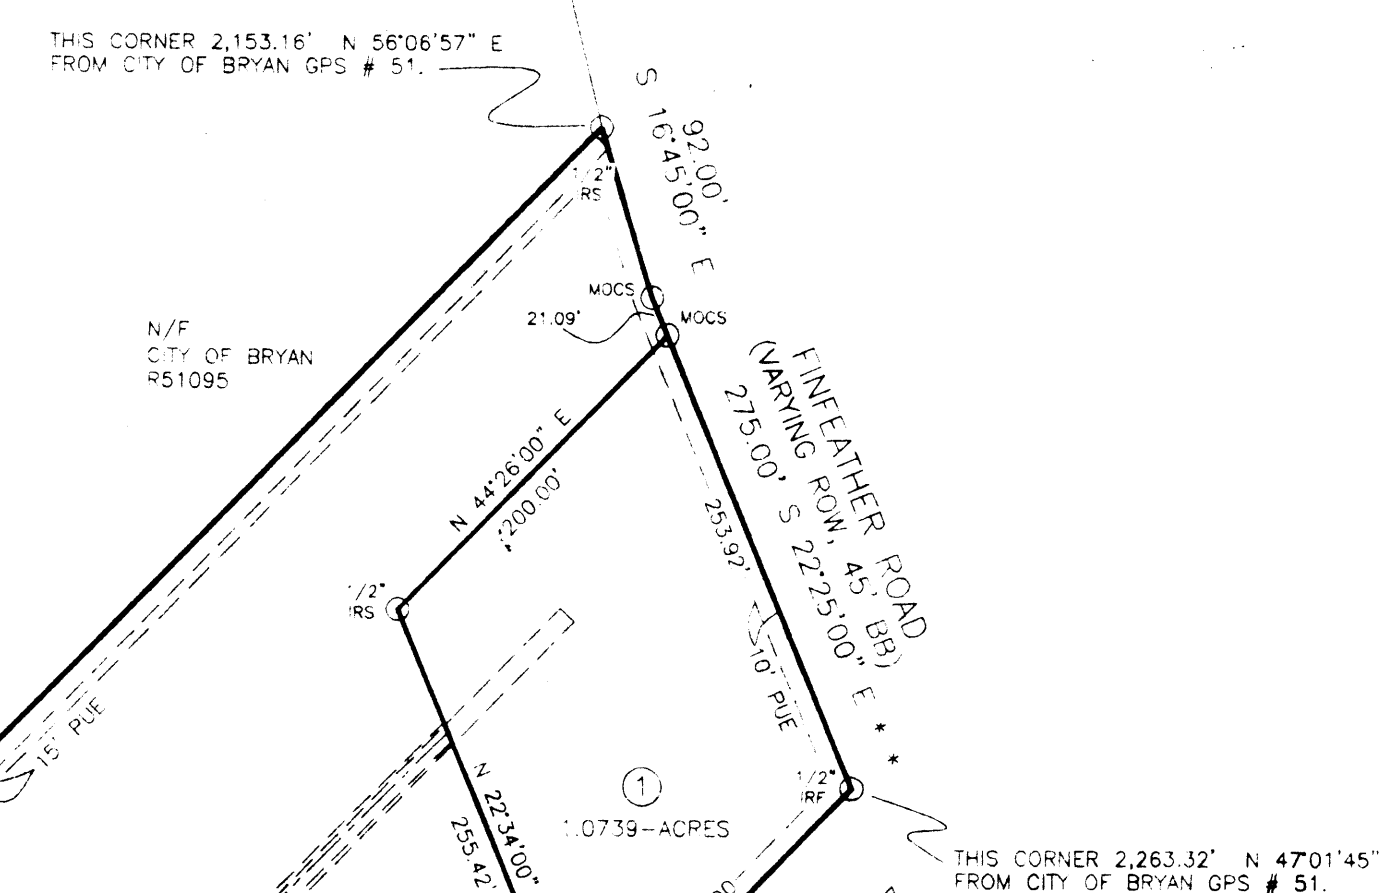 THIS CORNER 2,153.16' N 56°06'57" E
FROM CITY OF BRYAN GPS # 51.
S 16°45'00" E
92.00'
1/2"
IRS
MOCS
21.09'
MOCS
N/F
CITY OF BRYAN
R51095
FINFEATHER ROAD
(VARYING ROW, 45' BB)
275.00' S 22°25'00" E **
N 44°26'00" E
200.00'
253.92'
1/2"
IRS
10' PUE
15' PUE
1/2"
IRF
N 22°34'00"
255.42'
1
1.0739-ACRES
THIS CORNER 2,263.32' N 47°01'45"
FROM CITY OF BRYAN GPS # 51.